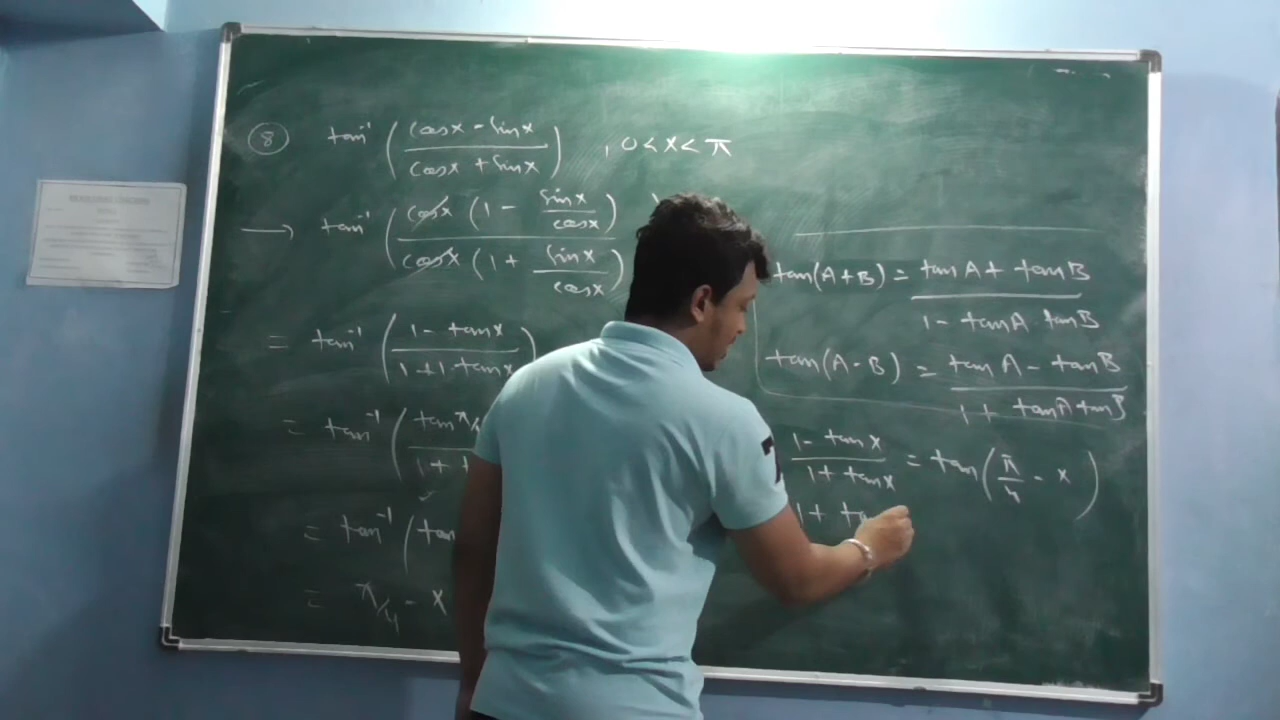 ⑧ tan⁻¹ ( (cosx - sinx) / (cosx + sinx) ) , 0 < x < π
→ tan⁻¹ ( cosx (1 - sinx/cosx) / cosx (1 + sinx/cosx) )
= tan⁻¹ ( (1 - tanx) / (1 + 1·tanx) )
= tan⁻¹ ( tan π/4 / 1 +
= tan⁻¹ ( tan
= π/4 - x
tan(A+B) = (tanA + tanB) / (1 - tanA tanB)
tan(A-B) = (tanA - tanB) / (1 + tanA tanB)
(1 - tanx) / (1 + tanx) = tan(π/4 - x)
1 + ta